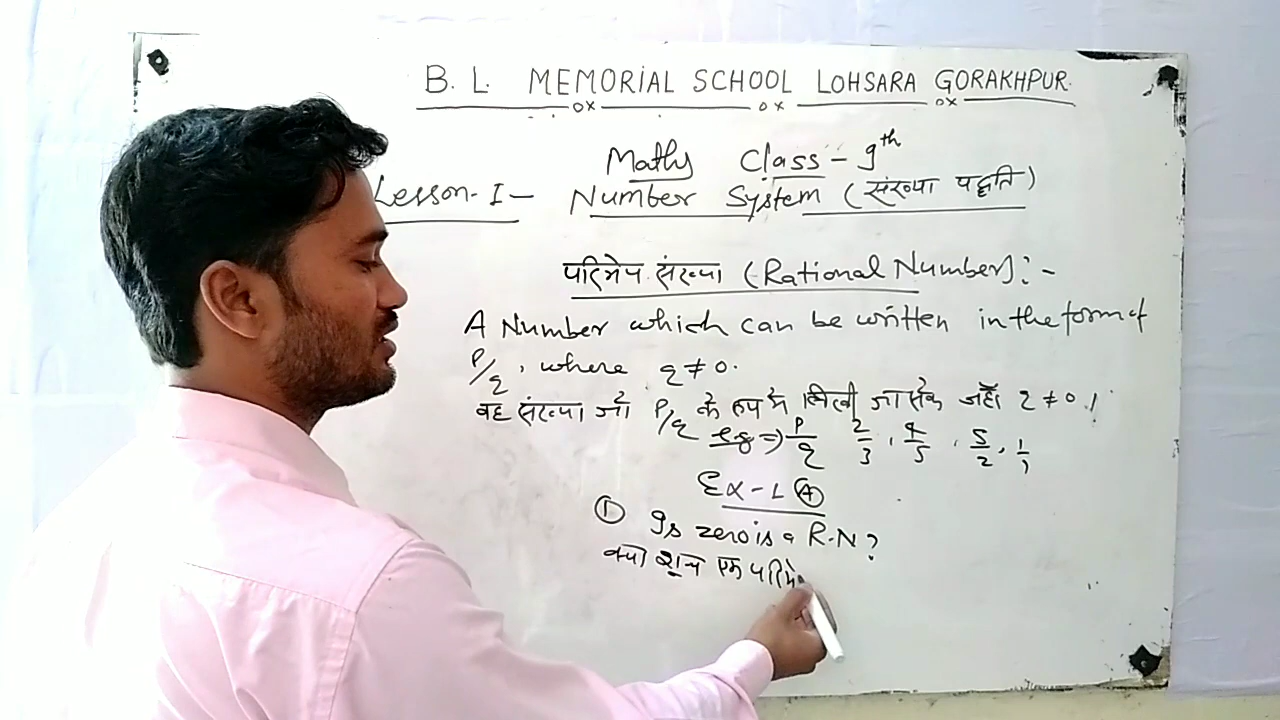 B. L. MEMORIAL SCHOOL LOHSARA GORAKHPUR.
Maths Class - 9th
Lesson - I - Number System (संख्या पद्धति)
परिमेय संख्या (Rational Number) : -
A Number which can be written in the form of
P/q, where q ≠ 0.
वह संख्या जो P/q के रूप में लिखी जा सके जहाँ q ≠ 0 ।
e.g ⇒ P/q 2/3, 4/5, 5/2, 1/1
Ex - 1 (A)
① Is zero is a R.N?
क्या शून्य एक परिमे